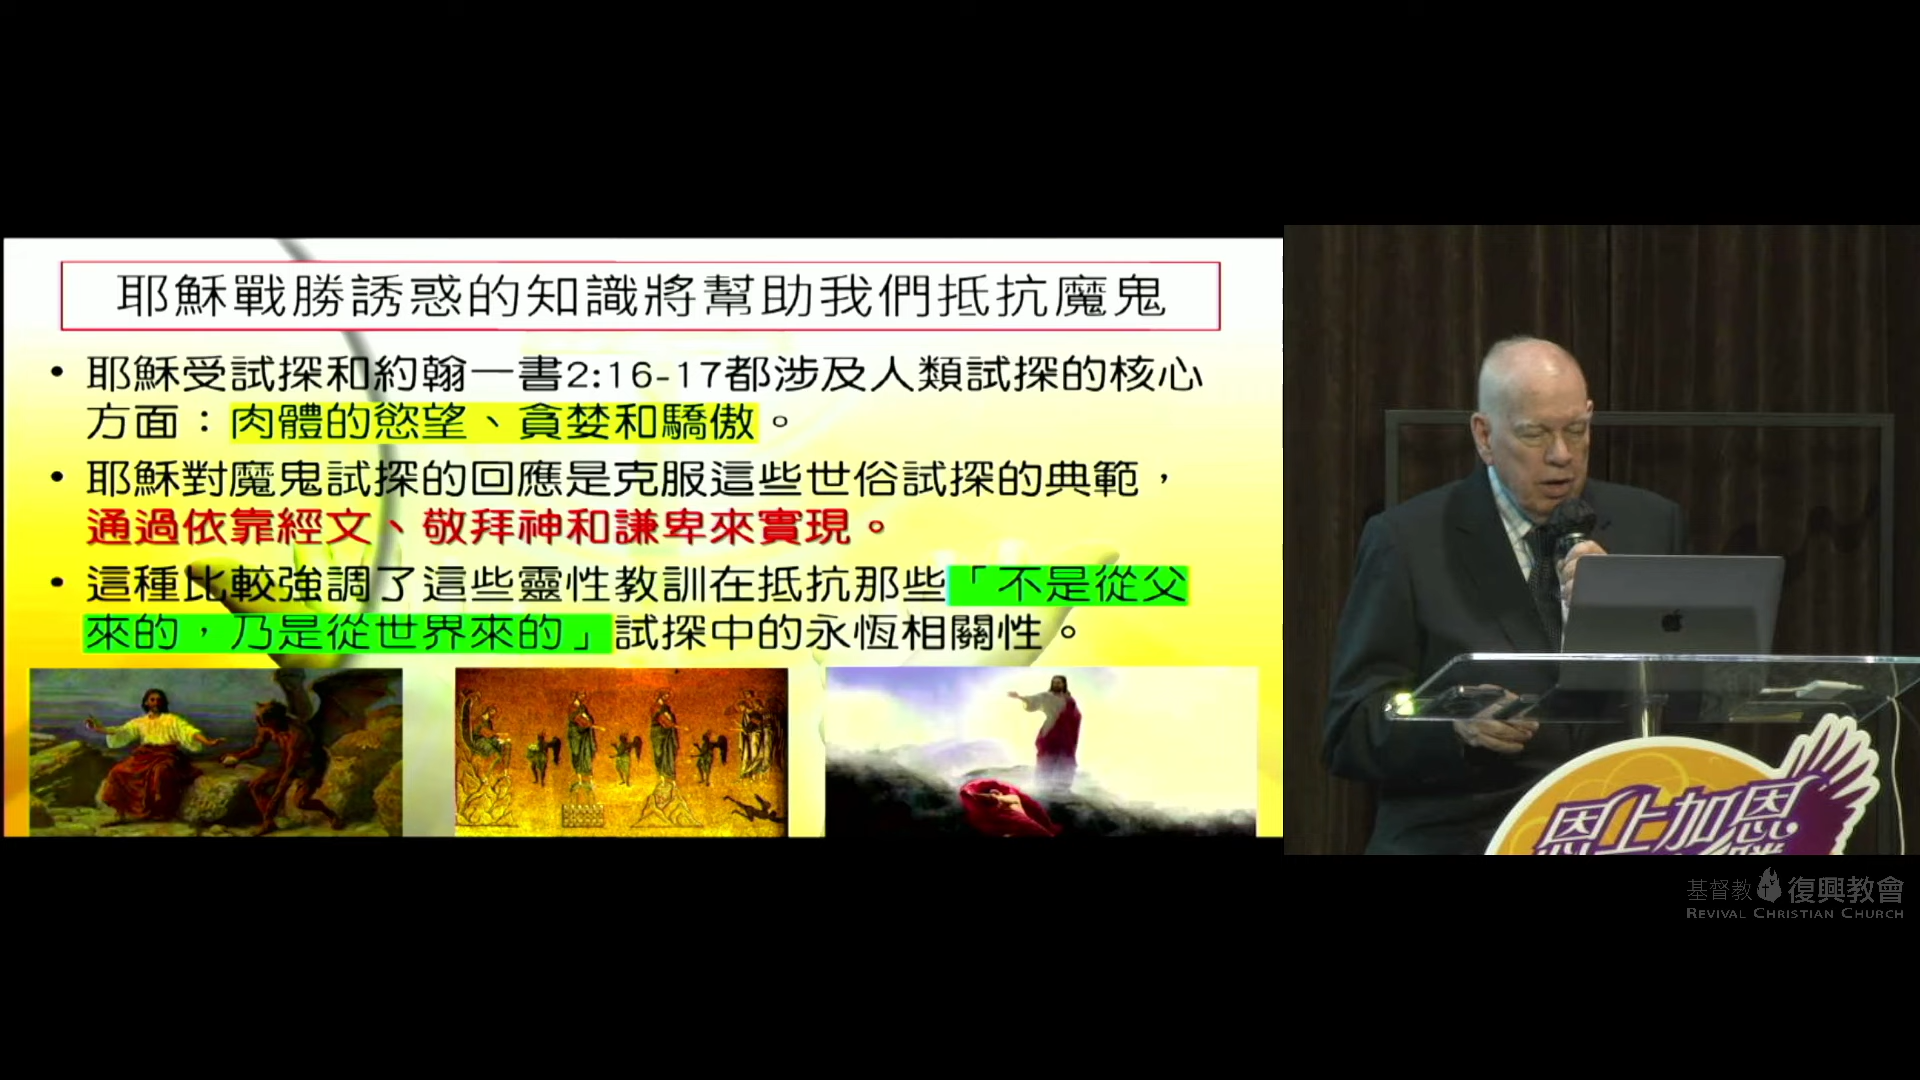 耶穌戰勝誘惑的知識將幫助我們抵抗魔鬼
• 耶穌受試探和約翰一書2:16-17都涉及人類試探的核心
方面：肉體的慾望、貪婪和驕傲。
• 耶穌對魔鬼試探的回應是克服這些世俗試探的典範，
通過依靠經文、敬拜神和謙卑來實現。
• 這種比較強調了這些靈性教訓在抵抗那些「不是從父
來的，乃是從世界來的」試探中的永恆相關性。
恩上加恩
基督教 復興教會
REVIVAL CHRISTIAN CHURCH